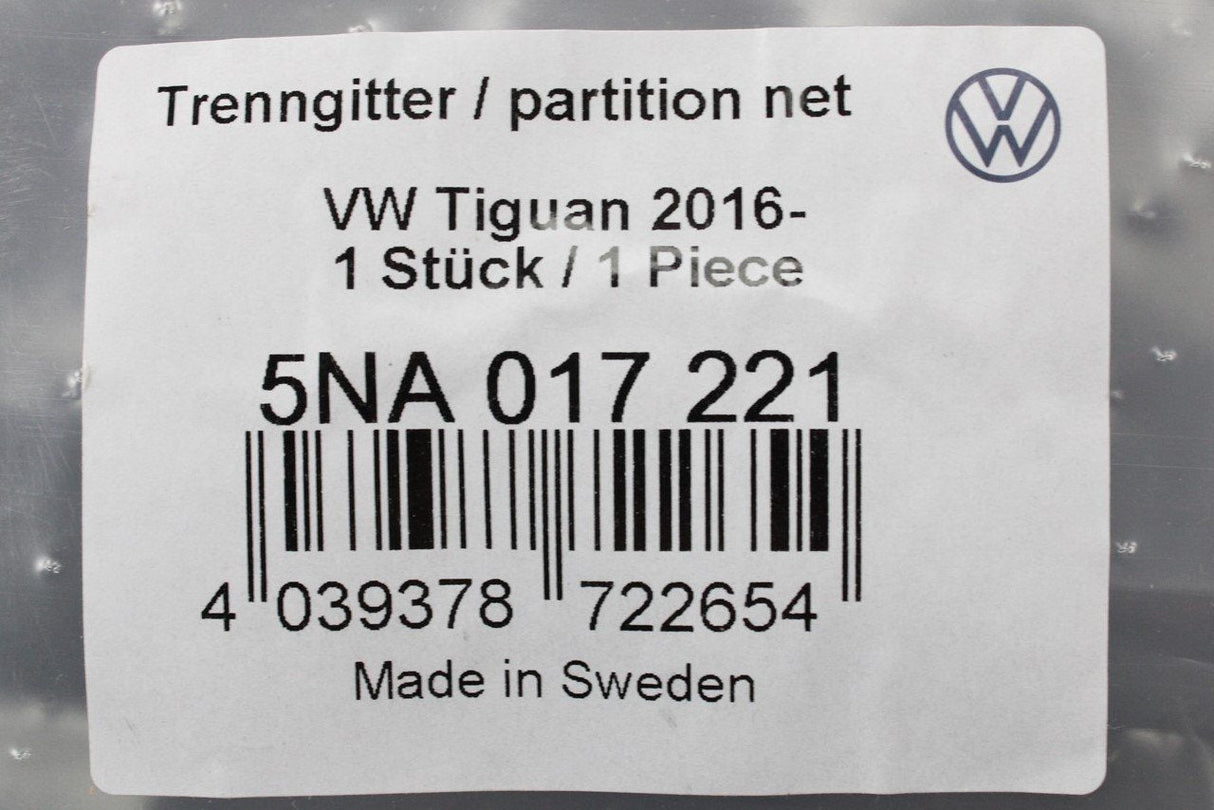 Trenngitter / partition net
VW Tiguan 2016-
1 Stück / 1 Piece
5NA 017 221
4 039378 722654
Made in Sweden